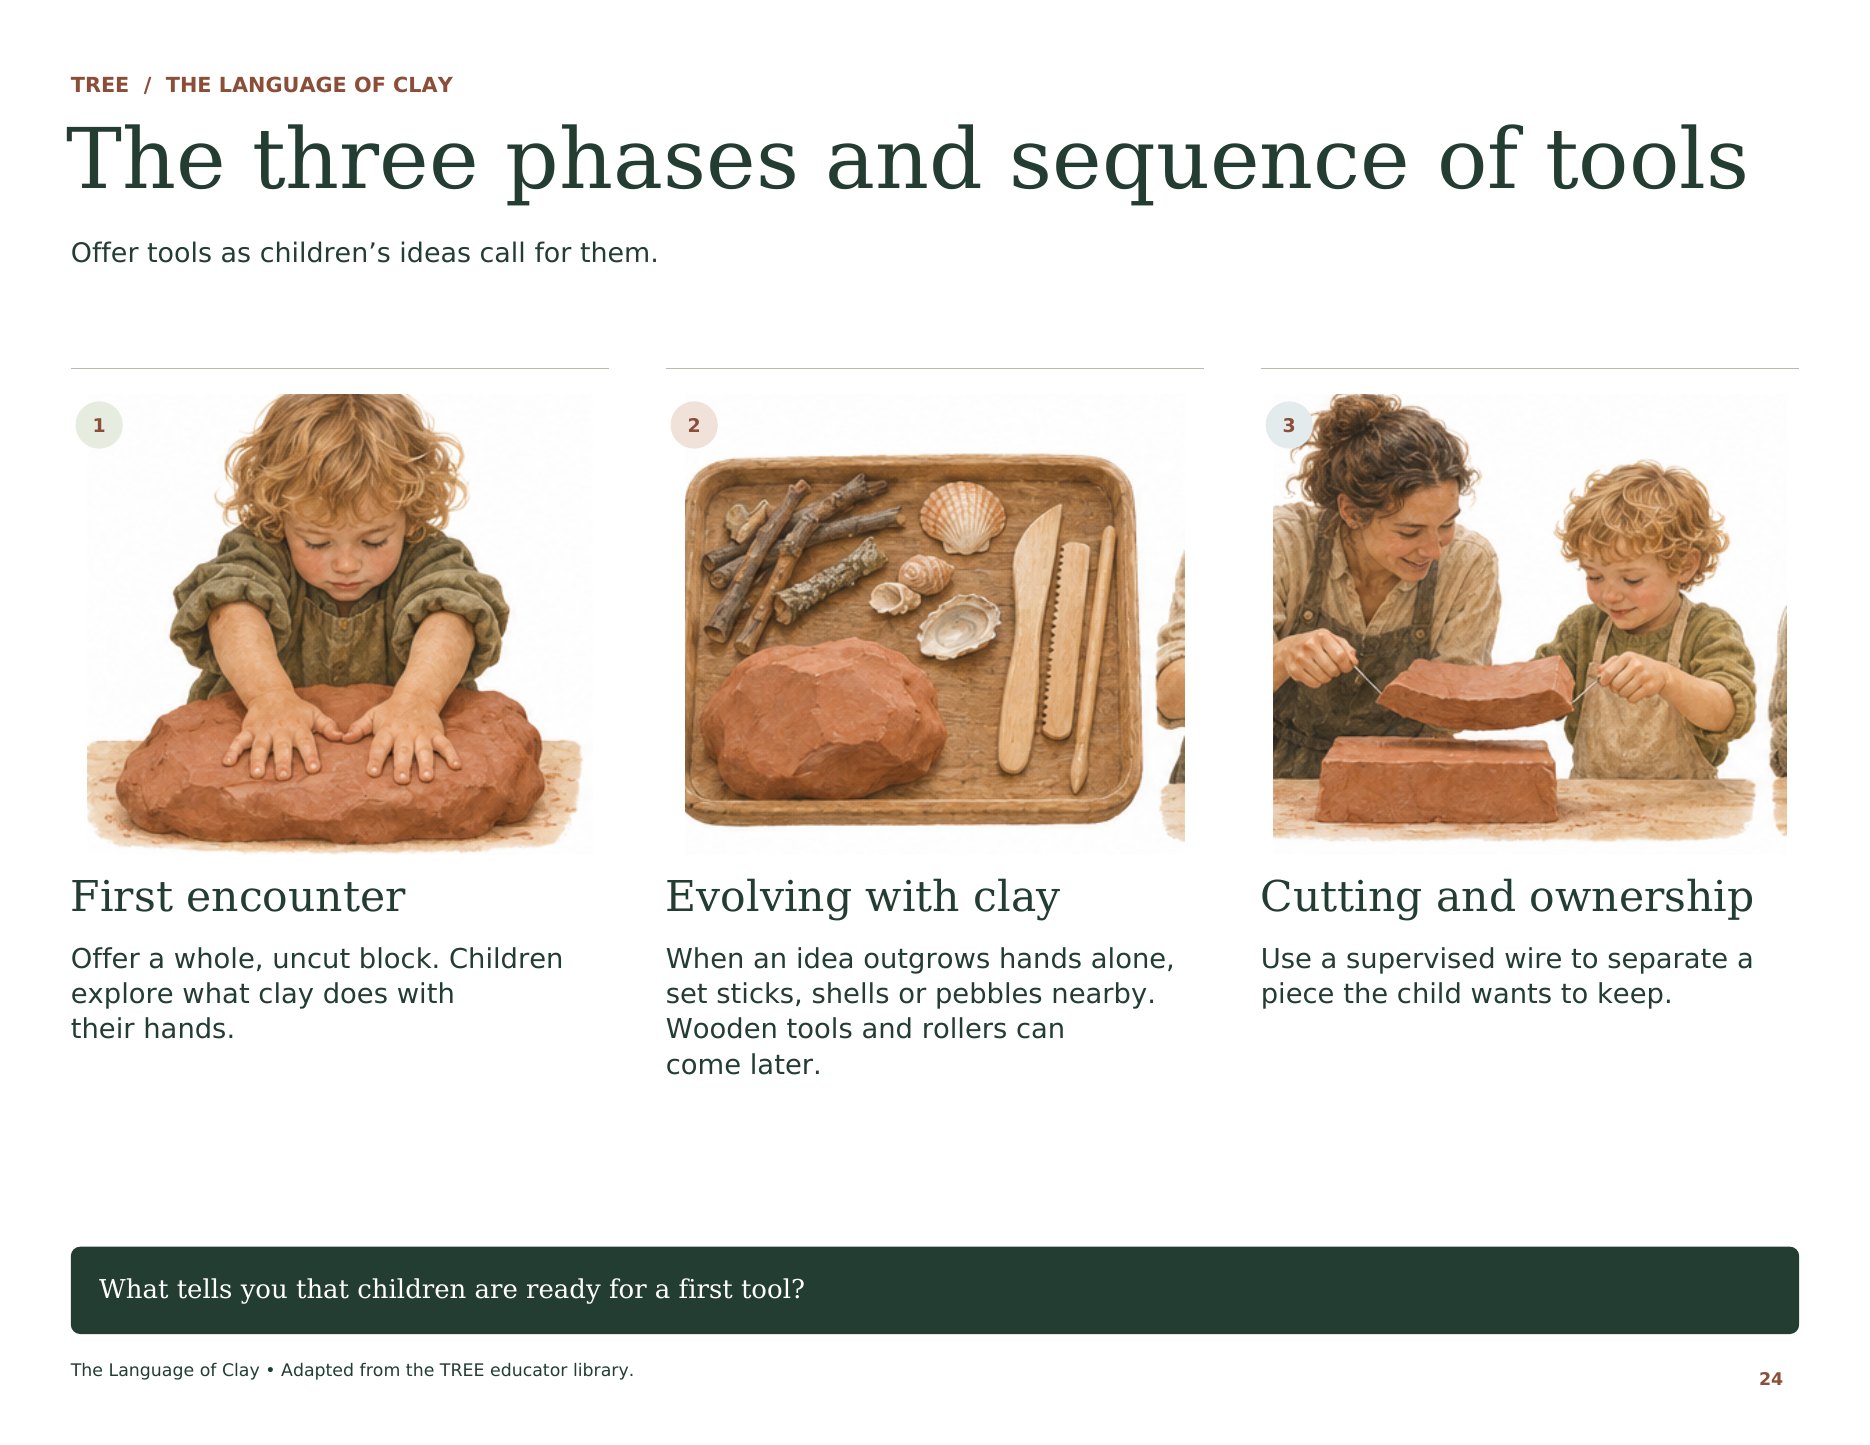 TREE / THE LANGUAGE OF CLAY
The three phases and sequence of tools
Offer tools as children’s ideas call for them.
1
2
3
First encounter
Offer a whole, uncut block. Children
explore what clay does with
their hands.
Evolving with clay
When an idea outgrows hands alone,
set sticks, shells or pebbles nearby.
Wooden tools and rollers can
come later.
Cutting and ownership
Use a supervised wire to separate a
piece the child wants to keep.
What tells you that children are ready for a first tool?
The Language of Clay • Adapted from the TREE educator library.
24